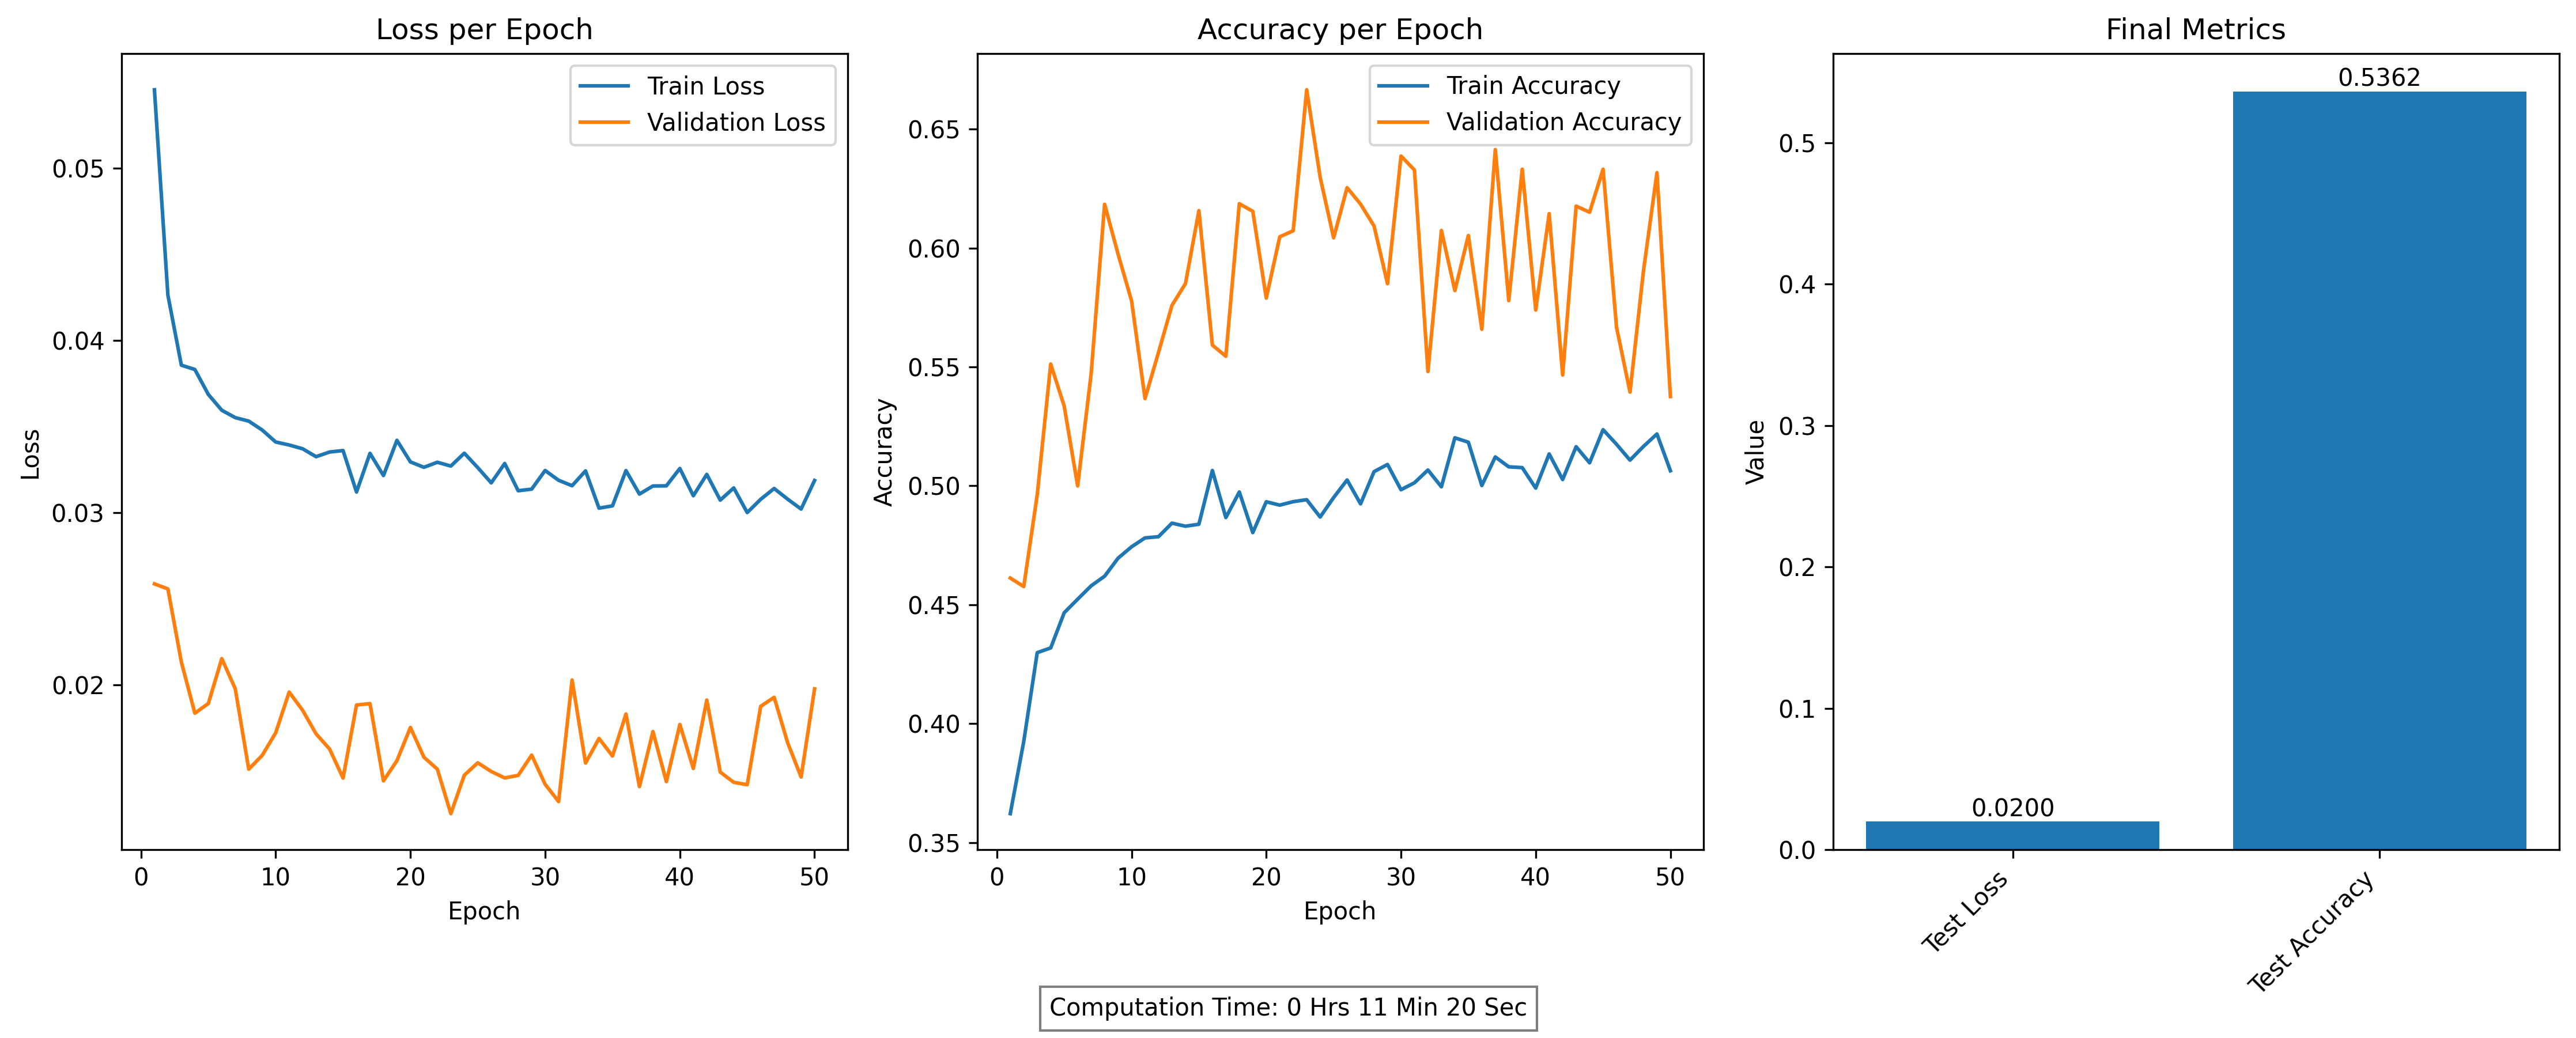 Loss per Epoch
Train Loss
Validation Loss
0.05
0.04
0.03
0.02
Loss
0
10
20
30
40
50
Epoch
Accuracy per Epoch
Train Accuracy
Validation Accuracy
0.65
0.60
0.55
0.50
0.45
0.40
0.35
Accuracy
0
10
20
30
40
50
Epoch
Final Metrics
0.5362
0.0200
0.5
0.4
0.3
0.2
0.1
0.0
Value
Test Loss
Test Accuracy
Computation Time: 0 Hrs 11 Min 20 Sec